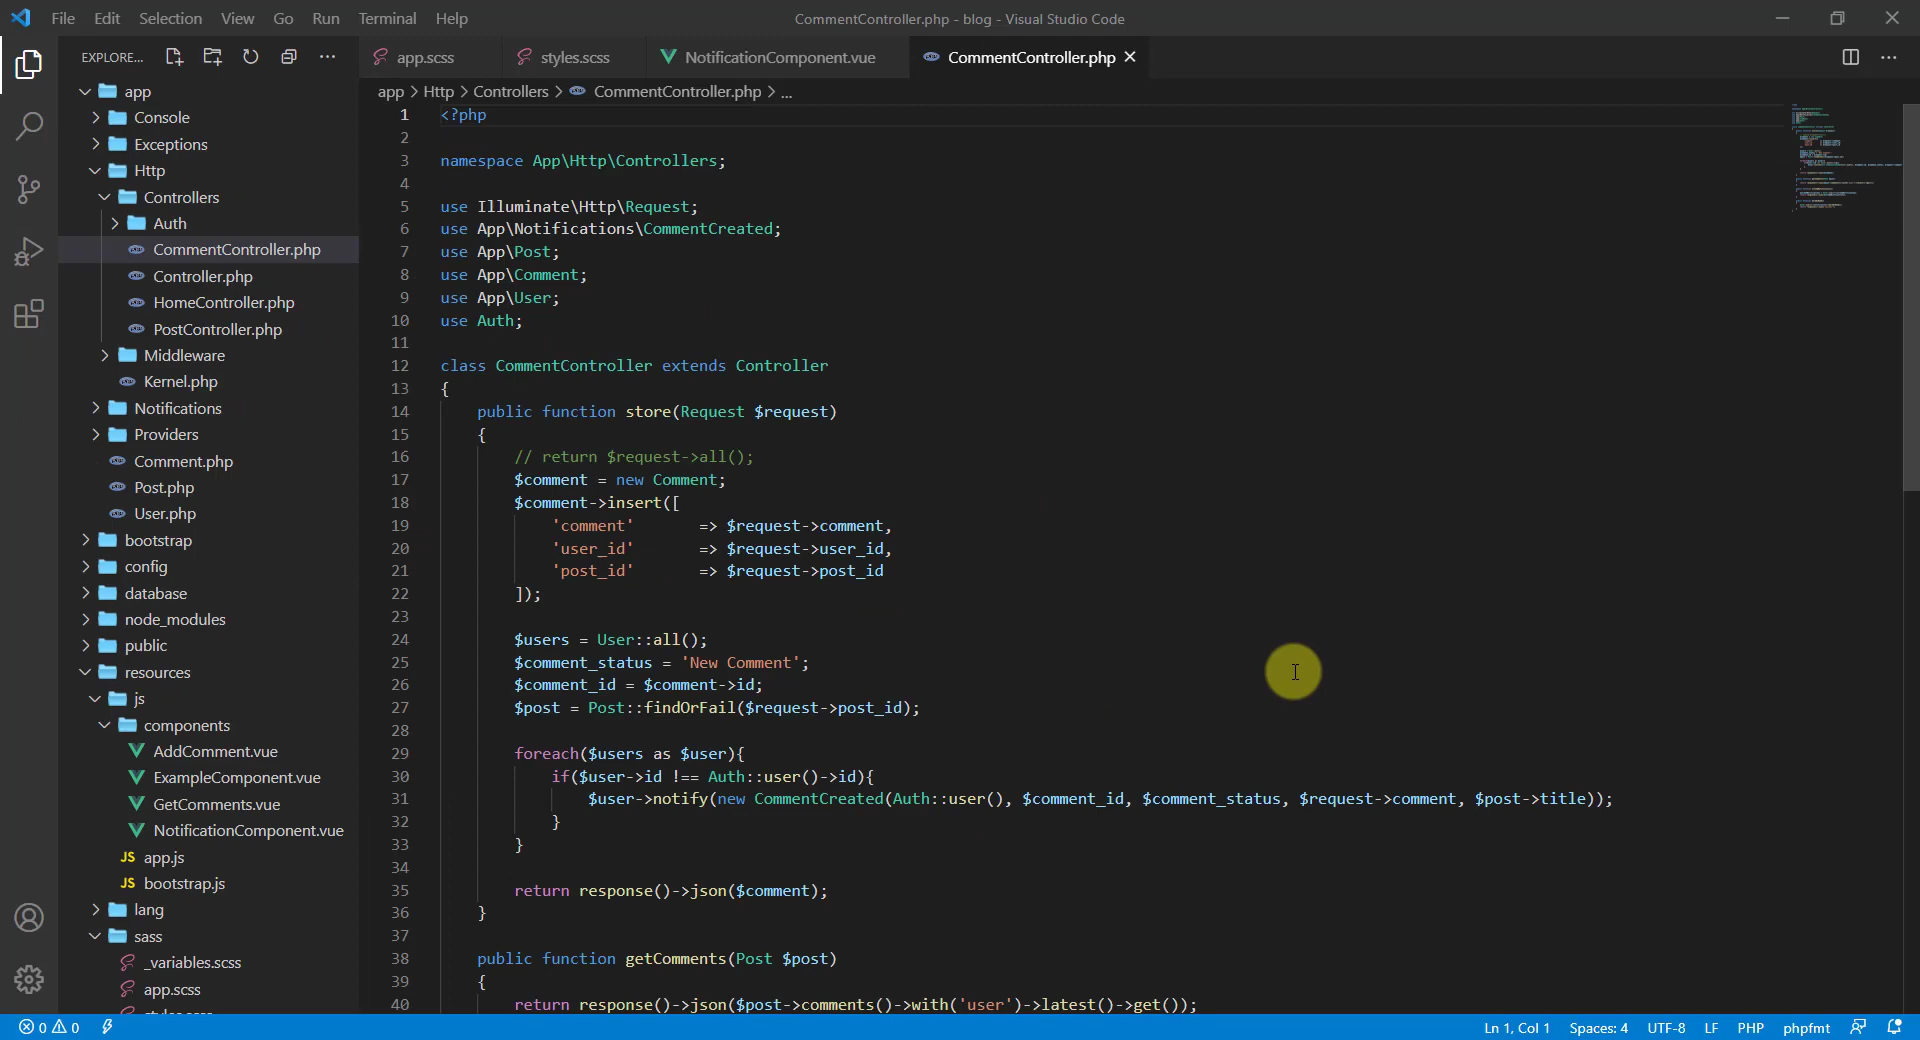 File Edit Selection View Go Run Terminal Help
CommentController.php - blog - Visual Studio Code
EXPLORE...
app.scss
styles.scss
NotificationComponent.vue
CommentController.php
app > Http > Controllers > CommentController.php > ...
app
Console
Exceptions
Http
Controllers
Auth
CommentController.php
Controller.php
HomeController.php
PostController.php
Middleware
Kernel.php
Notifications
Providers
Comment.php
Post.php
User.php
bootstrap
config
database
node_modules
public
resources
js
components
AddComment.vue
ExampleComponent.vue
GetComments.vue
NotificationComponent.vue
JS app.js
JS bootstrap.js
lang
sass
_variables.scss
app.scss
1 <?php
2
3 namespace App\Http\Controllers;
4
5 use Illuminate\Http\Request;
6 use App\Notifications\CommentCreated;
7 use App\Post;
8 use App\Comment;
9 use App\User;
10 use Auth;
11
12 class CommentController extends Controller
13 {
14 public function store(Request $request)
15 {
16 // return $request->all();
17 $comment = new Comment;
18 $comment->insert([
19 'comment' => $request->comment,
20 'user_id' => $request->user_id,
21 'post_id' => $request->post_id
22 ]);
23
24 $users = User::all();
25 $comment_status = 'New Comment';
26 $comment_id = $comment->id;
27 $post = Post::findOrFail($request->post_id);
28
29 foreach($users as $user){
30 if($user->id !== Auth::user()->id){
31 $user->notify(new CommentCreated(Auth::user(), $comment_id, $comment_status, $request->comment, $post->title));
32 }
33 }
34
35 return response()->json($comment);
36 }
37
38 public function getComments(Post $post)
39 {
40 return response()->json($post->comments()->with('user')->latest()->get());
0 0
Ln 1, Col 1 Spaces: 4 UTF-8 LF PHP phpfmt